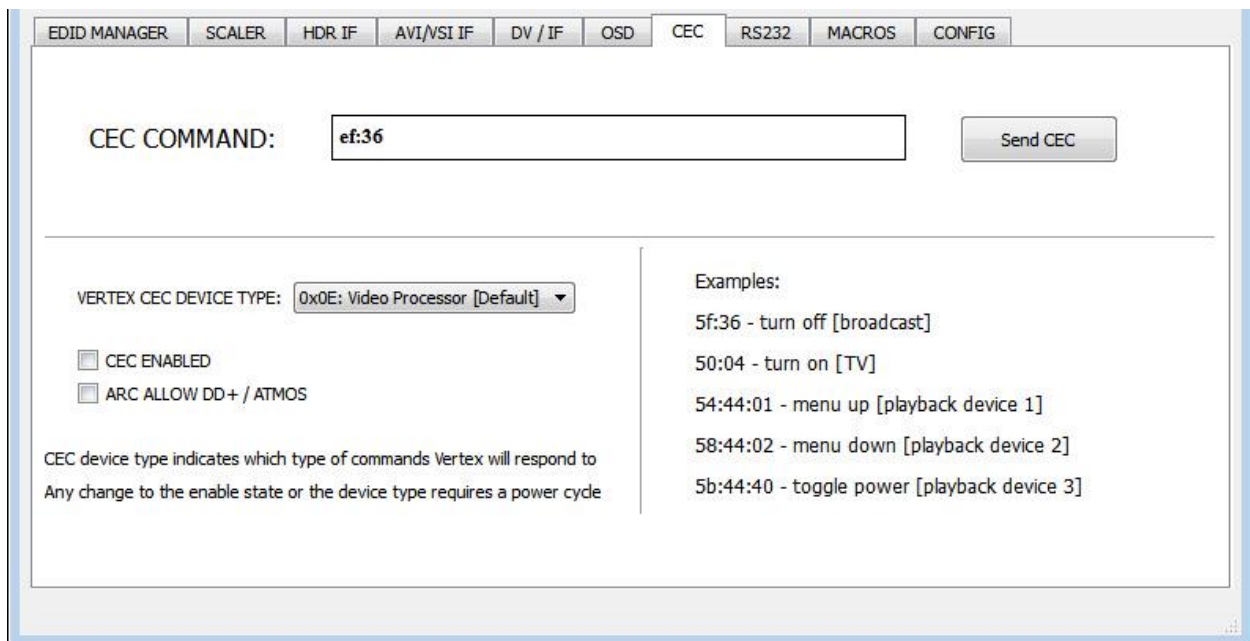 EDID MANAGER SCALER HDR IF AVI/VSI IF DV / IF OSD CEC RS232 MACROS CONFIG
CEC COMMAND: ef:36 Send CEC
VERTEX CEC DEVICE TYPE: 0x0E: Video Processor [Default]
CEC ENABLED
ARC ALLOW DD+ / ATMOS
CEC device type indicates which type of commands Vertex will respond to
Any change to the enable state or the device type requires a power cycle
Examples:
5f:36 - turn off [broadcast]
50:04 - turn on [TV]
54:44:01 - menu up [playback device 1]
58:44:02 - menu down [playback device 2]
5b:44:40 - toggle power [playback device 3]